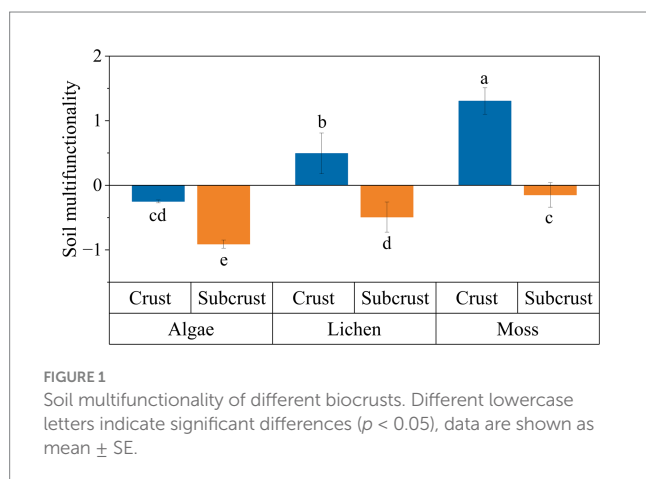 2
1
0
−1
Soil multifunctionality
cd
e
b
d
a
c
Crust Subcrust Crust Subcrust Crust Subcrust
Algae Lichen Moss
FIGURE 1
Soil multifunctionality of different biocrusts. Different lowercase
letters indicate significant differences (p < 0.05), data are shown as
mean ± SE.